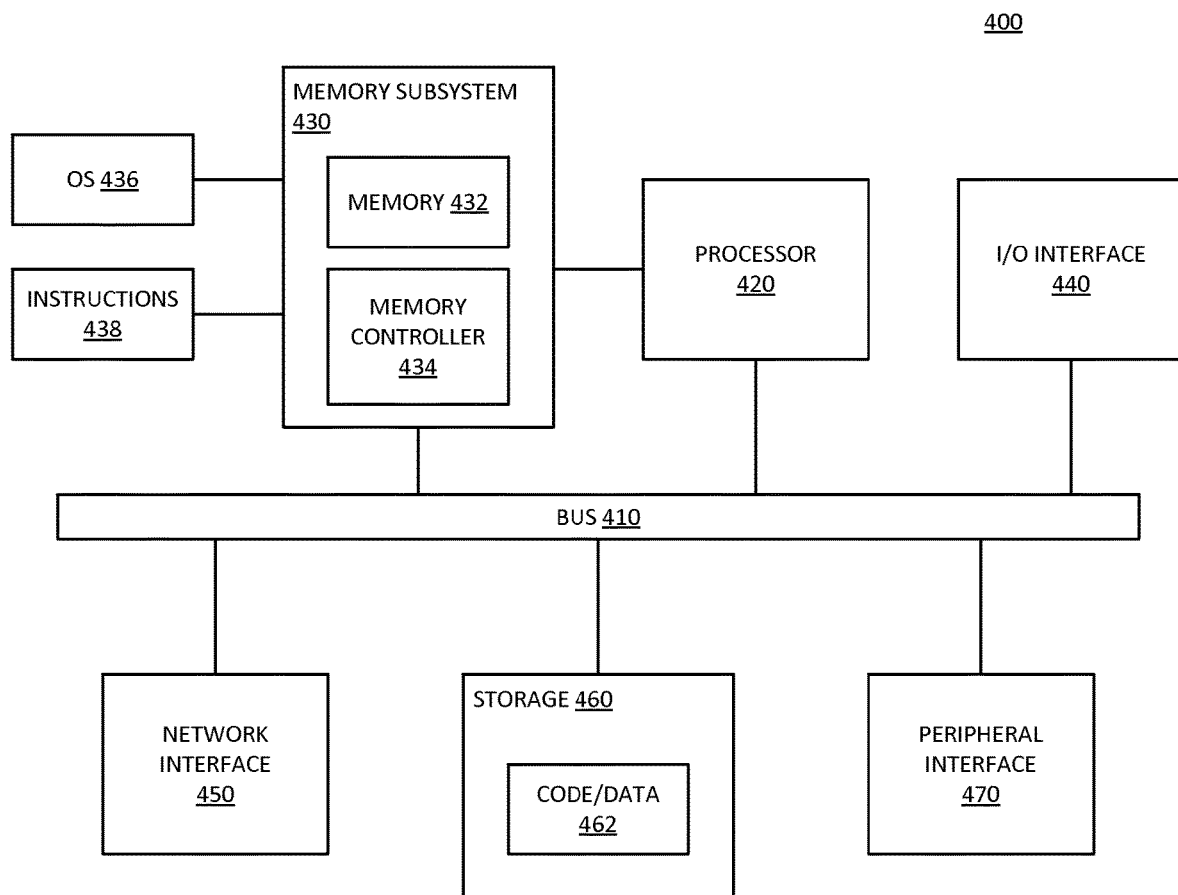 400
MEMORY SUBSYSTEM
430
OS 436
MEMORY 432
PROCESSOR
420
I/O INTERFACE
440
INSTRUCTIONS
438
MEMORY
CONTROLLER
434
BUS 410
NETWORK
INTERFACE
450
STORAGE 460
CODE/DATA
462
PERIPHERAL
INTERFACE
470